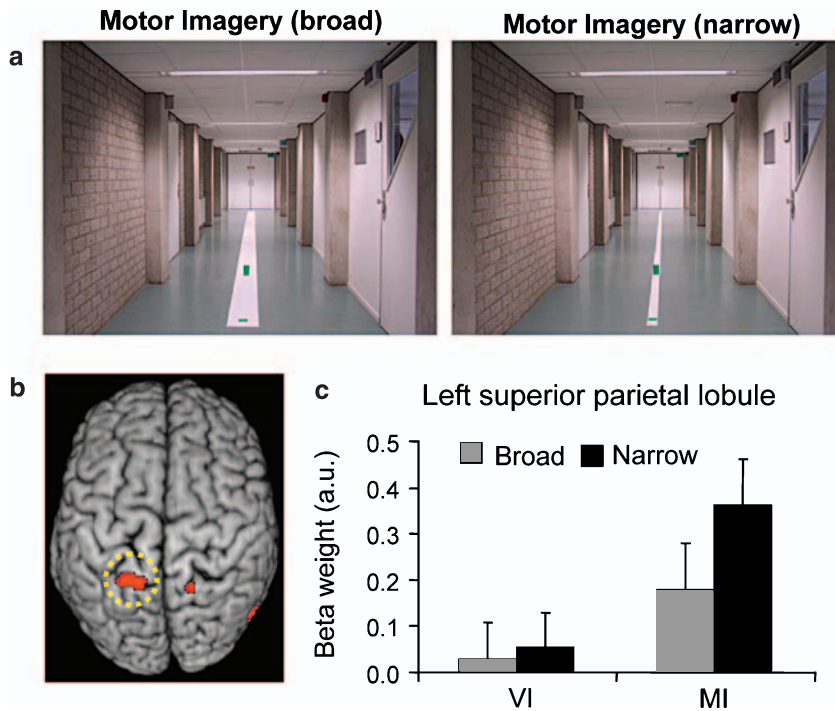 Motor Imagery (broad) Motor Imagery (narrow)
a
b
c
Left superior parietal lobule
Beta weight (a.u.)
0.5
0.4
0.3
0.2
0.1
0.0
Broad Narrow
VI MI